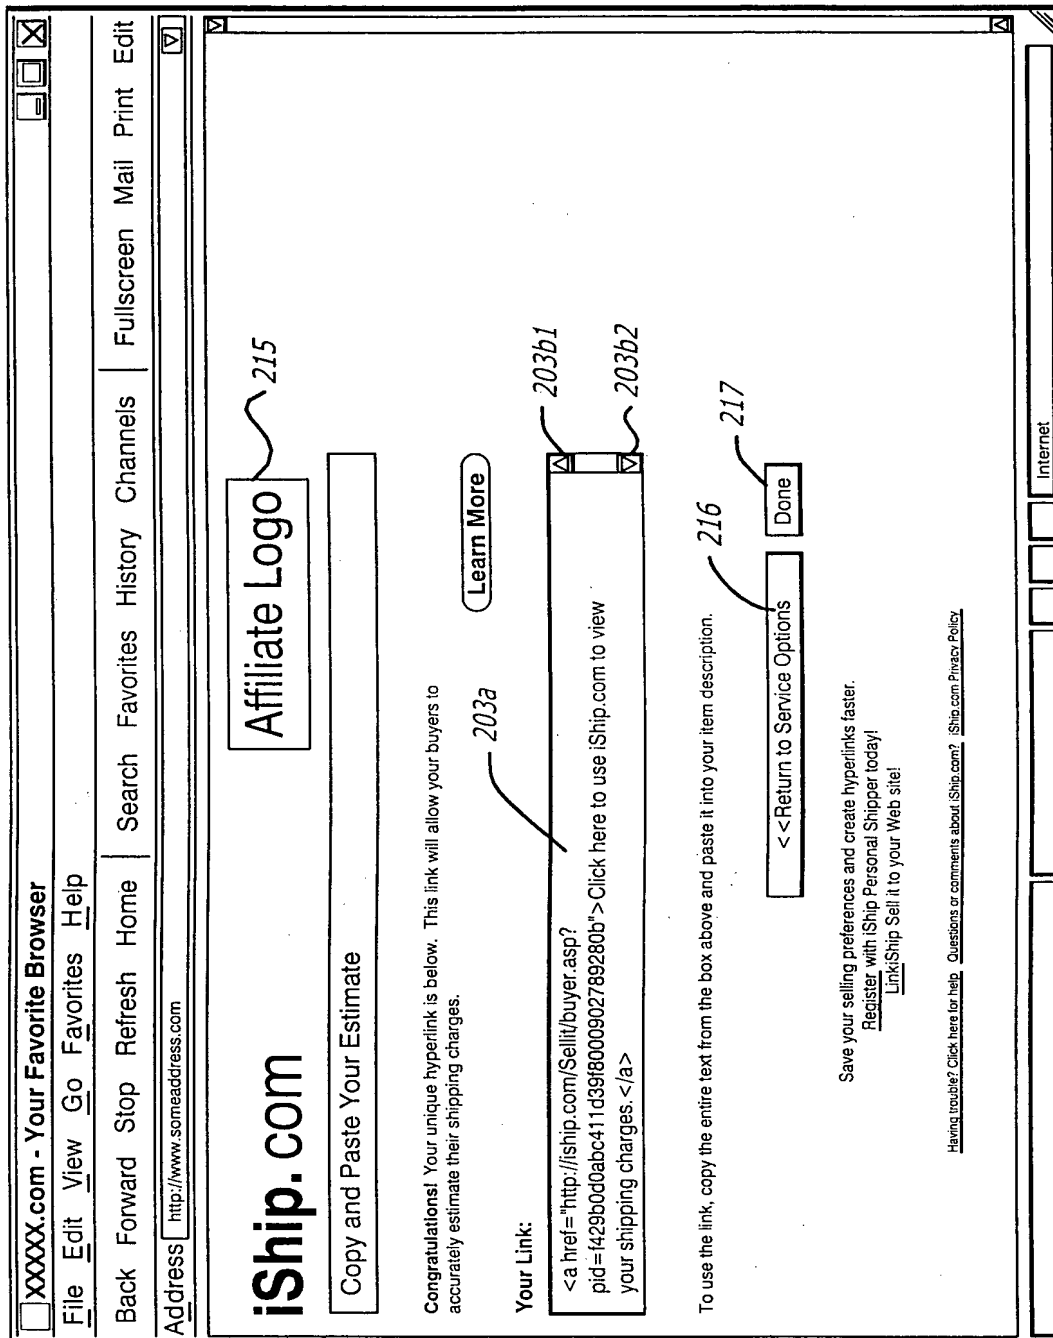 XXXXX.com - Your Favorite Browser
File Edit View Go Favorites Help
Back Forward Stop Refresh Home Search Favorites History Channels Fullscreen Mail Print Edit
Address http://www.someaddress.com
iShip.com Affiliate Logo 215
Copy and Paste Your Estimate
Congratulations! Your unique hyperlink is below. This link will allow your buyers to
accurately estimate their shipping charges.
Learn More
Your Link:
203a
203b1
<a href="http://iship.com/Sellit/buyer.asp?
pid=f429b0d0abc411d39f8000902789280b">Click here to use iShip.com to view
your shipping charges.</a>
203b2
To use the link, copy the entire text from the box above and paste it into your item description.
216
217
<<Return to Service Options Done
Save your selling preferences and create hyperlinks faster.
Register with iShip Personal Shipper today!
LinkiShip Sell it to your Web site!
Having trouble? Click here for help Questions or comments about iShip.com? iShip.com Privacy Policy
Internet